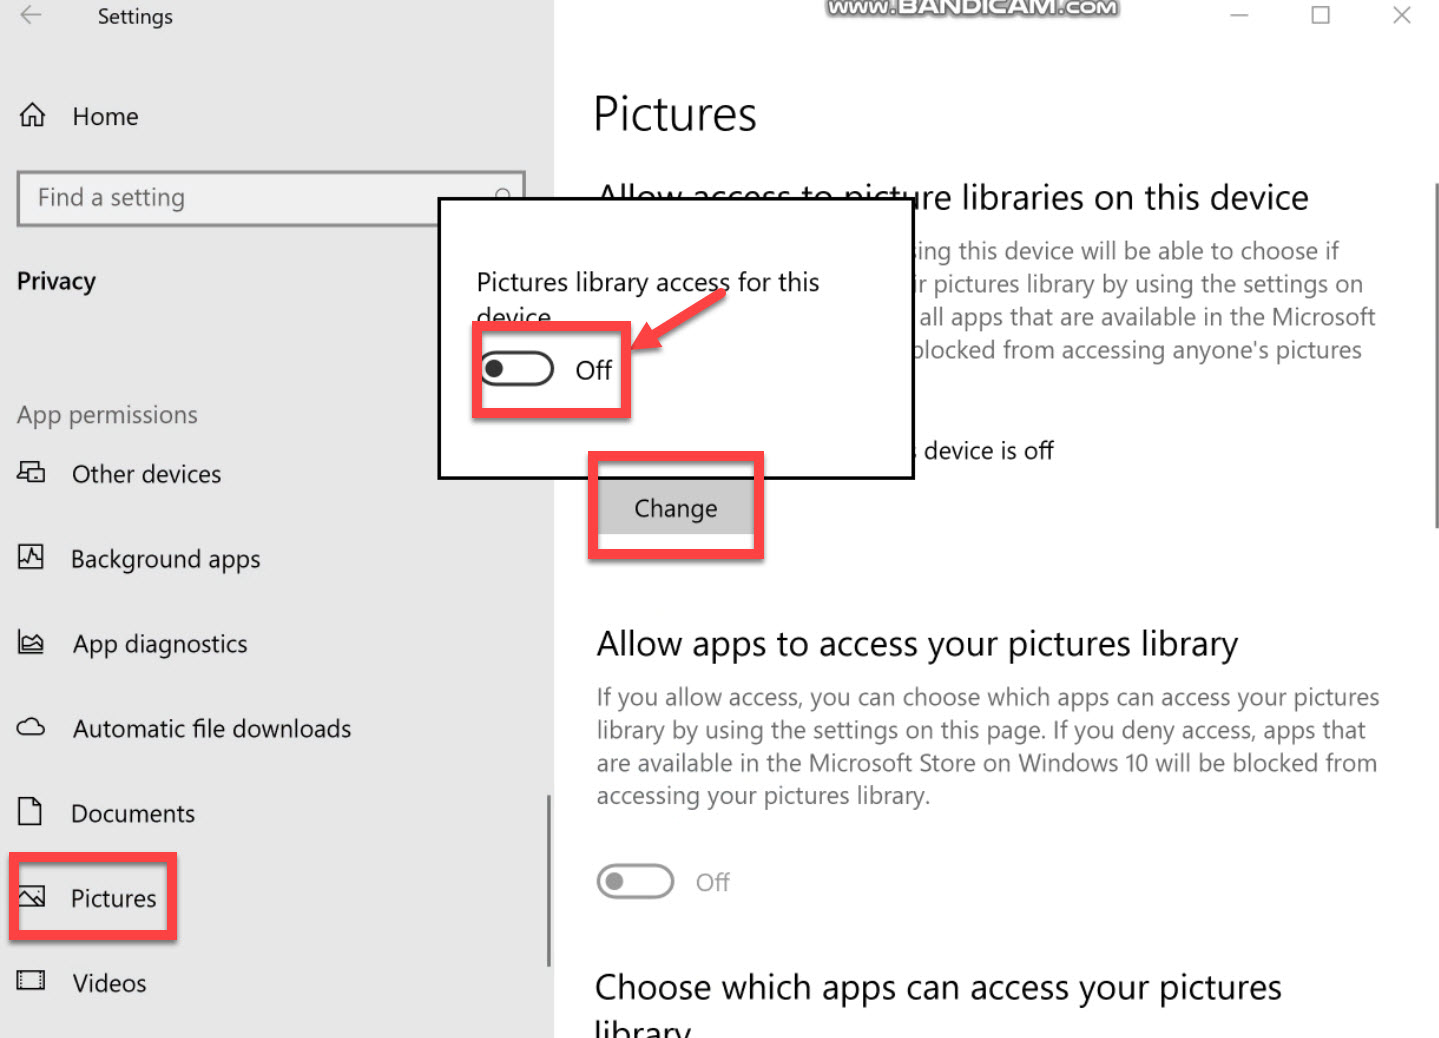 Settings
www.BANDICAM.com
Home
Find a setting
Privacy
App permissions
Other devices
Background apps
App diagnostics
Automatic file downloads
Documents
Pictures
Videos
Pictures
Allow access to picture libraries on this device
ing this device will be able to choose if
r pictures library by using the settings on
all apps that are available in the Microsoft
blocked from accessing anyone's pictures
device is off
Pictures library access for this
device
Off
Change
Allow apps to access your pictures library
If you allow access, you can choose which apps can access your pictures
library by using the settings on this page. If you deny access, apps that
are available in the Microsoft Store on Windows 10 will be blocked from
accessing your pictures library.
Off
Choose which apps can access your pictures
library